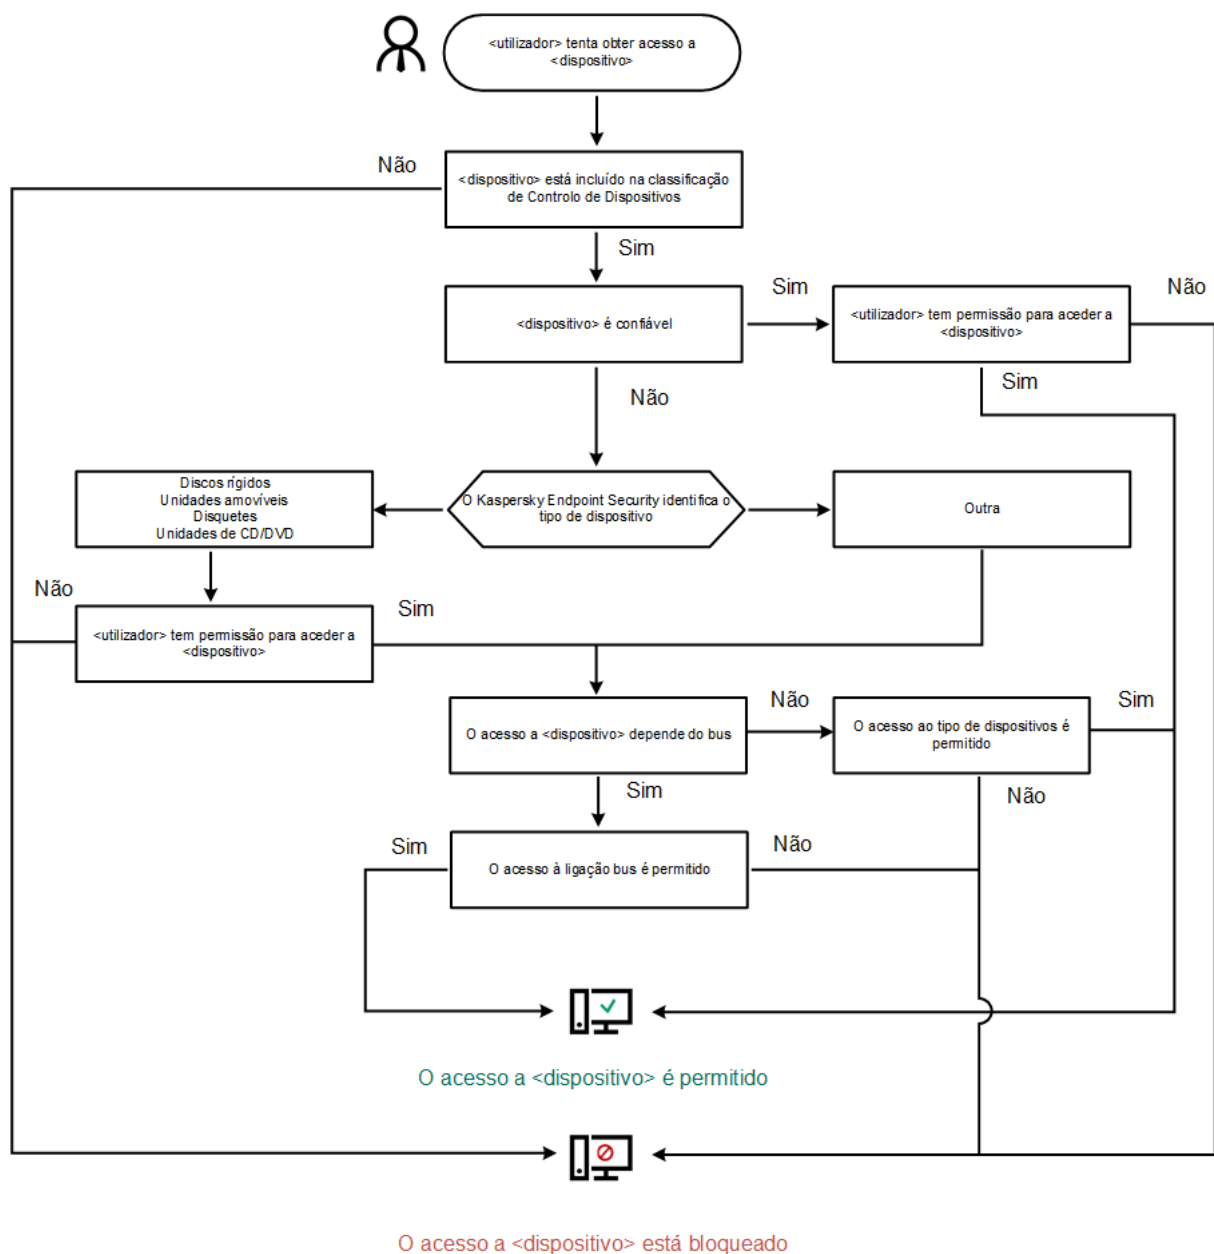 <utilizador> tenta obter acesso a
<dispositivo>
Não
<dispositivo> está incluído na classificação
de Controlo de Dispositivos
Sim
<dispositivo> é confiável
Sim
<utilizador> tem permissão para aceder a
<dispositivo>
Não
Sim
Não
Discos rígidos
Unidades amovíveis
Disquetes
Unidades de CD/DVD
O Kaspersky Endpoint Security identifica o
tipo de dispositivo
Outra
Não
<utilizador> tem permissão para aceder a
<dispositivo>
Sim
O acesso a <dispositivo> depende do bus
Não
O acesso ao tipo de dispositivos é
permitido
Sim
Sim
Não
Sim
O acesso à ligação bus é permitido
Não
O acesso a <dispositivo> é permitido
O acesso a <dispositivo> está bloqueado